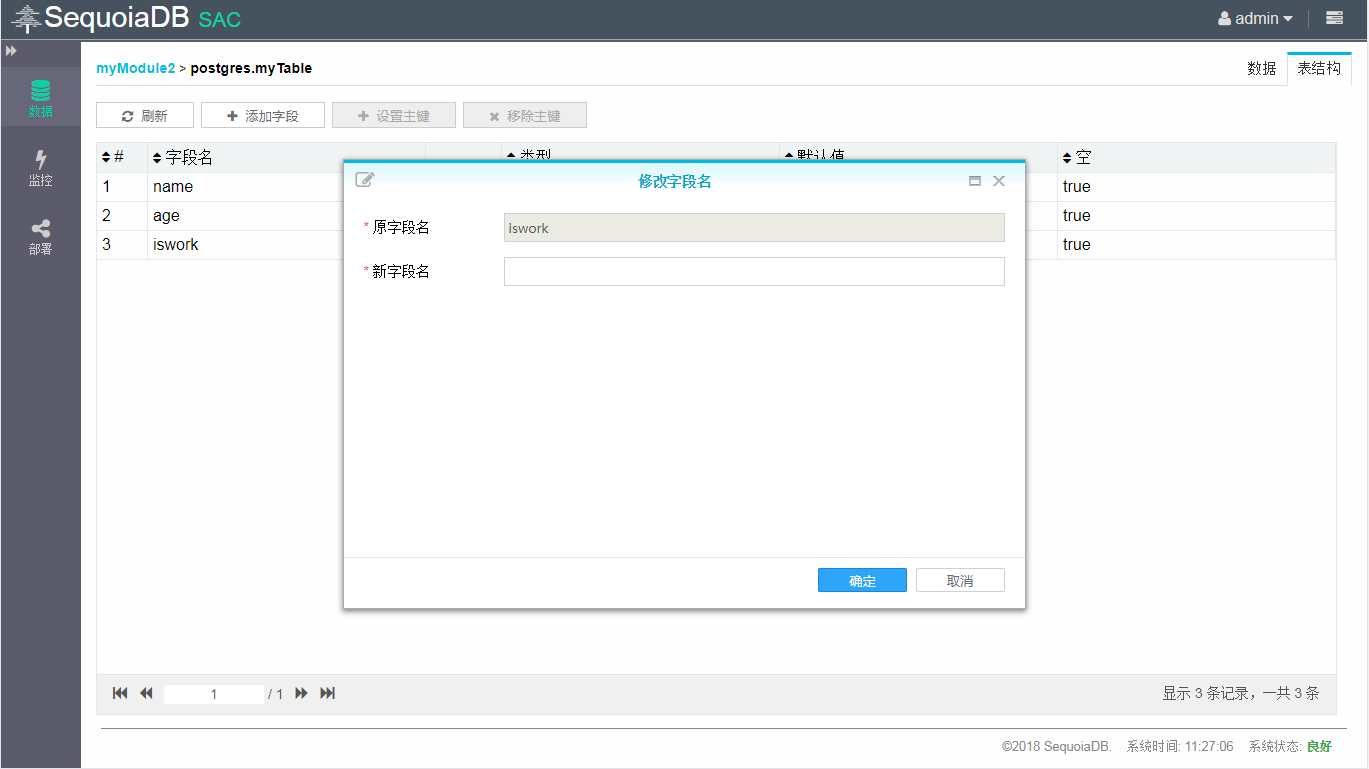 SequoiaDB SAC
admin
数据
监控
部署
myModule2 > postgres.myTable
数据
表结构
刷新
添加字段
设置主键
移除主键
# 字段名 类型 默认值 空
1 name true
2 age true
3 iswork true
修改字段名
* 原字段名 iswork
* 新字段名
确定
取消
1 / 1
显示 3 条记录，一共 3 条
©2018 SequoiaDB. 系统时间: 11:27:06 系统状态: 良好